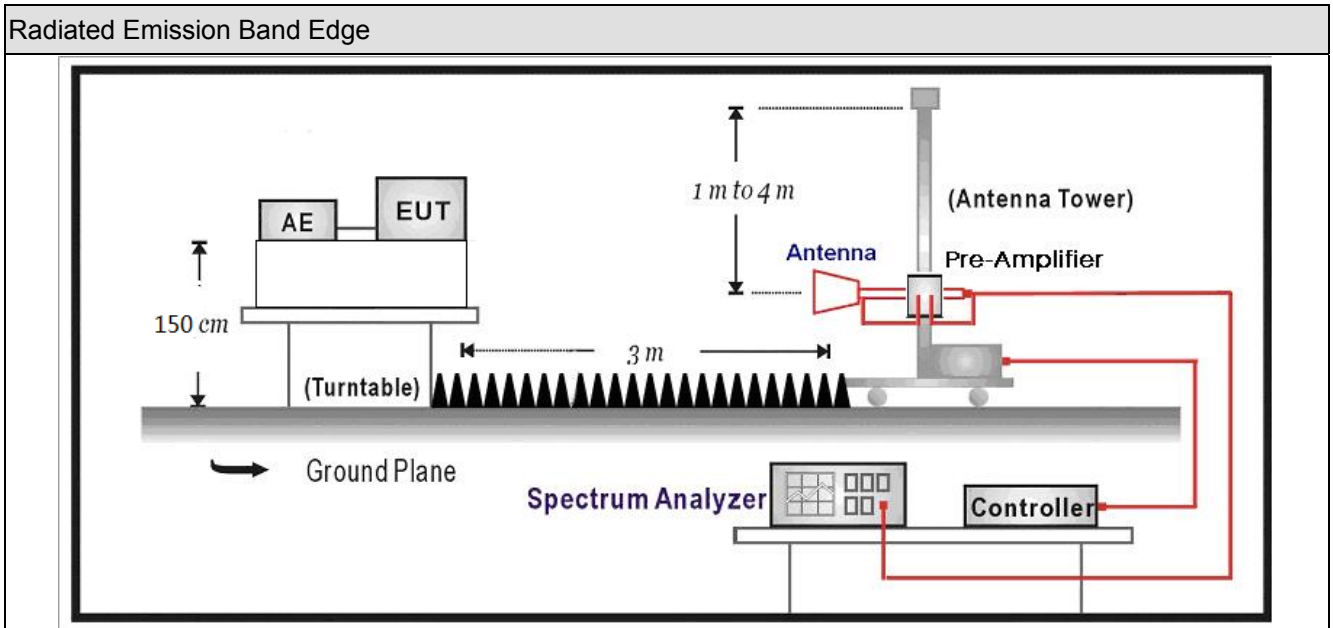 Radiated Emission Band Edge
1 m to 4 m
(Antenna Tower)
AE
EUT
Antenna
Pre-Amplifier
150 cm
3 m
(Turntable)
Ground Plane
Spectrum Analyzer
Controller